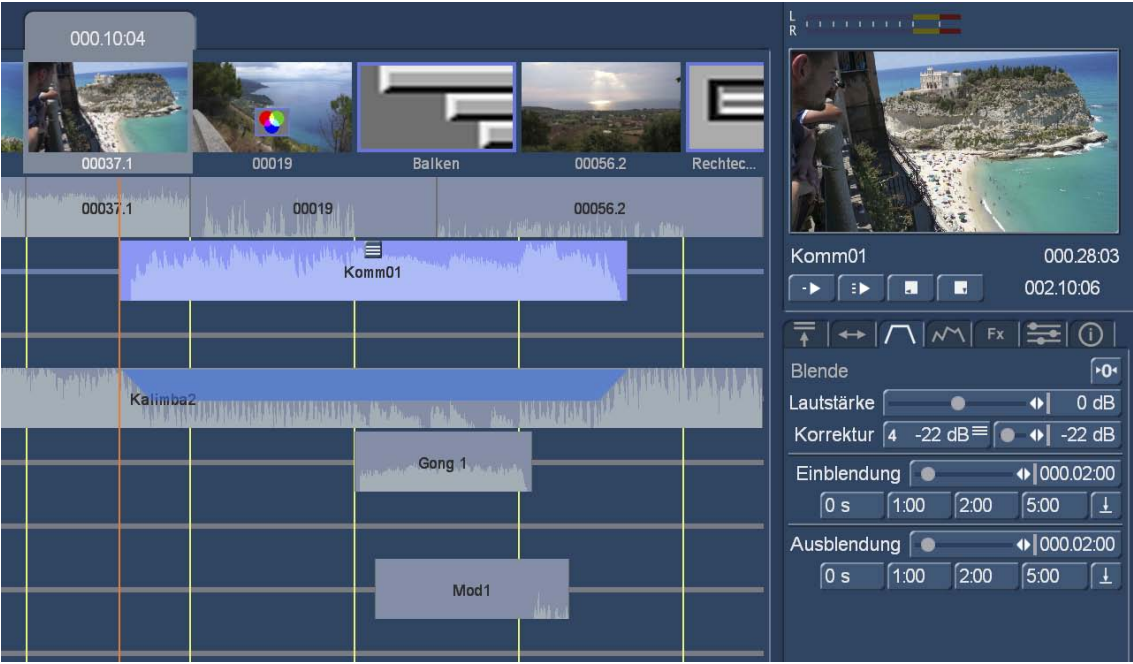 000.10:04
00037.1
00019
Balken
00056.2
Rechtec...
00037.1
00019
00056.2
Komm01
Kalimba2
Gong 1
Mod1
L
R
Komm01 000.28:03
002.10:06
Fx
Blende 0
Lautstärke 0 dB
Korrektur 4 -22 dB -22 dB
Einblendung 000.02:00
0 s 1:00 2:00 5:00
Ausblendung 000.02:00
0 s 1:00 2:00 5:00